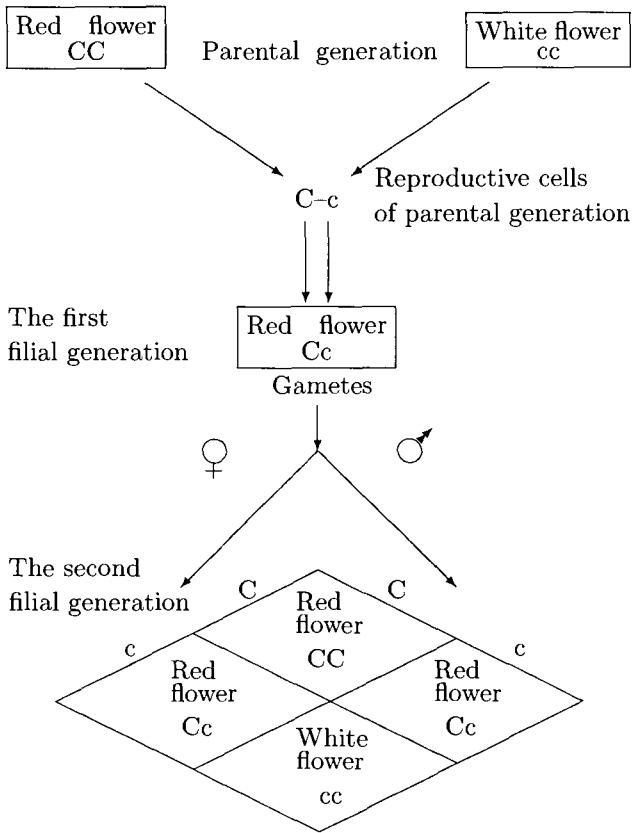 Red flower
CC
Parental generation
White flower
cc
C–c
Reproductive cells
of parental generation
The first
filial generation
Red flower
Cc
Gametes
♀
♂
The second
filial generation
C
C
c
c
Red
flower
CC
Red
flower
Cc
Red
flower
Cc
White
flower
cc